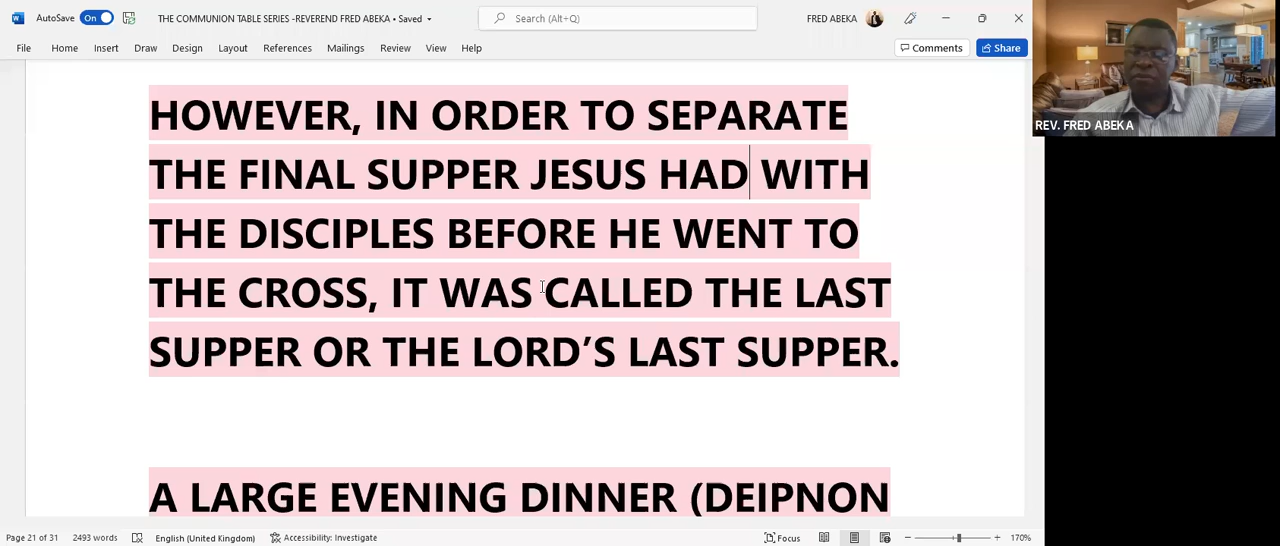 AutoSave On THE COMMUNION TABLE SERIES -REVEREND FRED ABEKA • Saved Search (Alt+Q) FRED ABEKA
File Home Insert Draw Design Layout References Mailings Review View Help Comments Share
REV. FRED ABEKA
HOWEVER, IN ORDER TO SEPARATE
THE FINAL SUPPER JESUS HAD WITH
THE DISCIPLES BEFORE HE WENT TO
THE CROSS, IT WAS CALLED THE LAST
SUPPER OR THE LORD’S LAST SUPPER.
A LARGE EVENING DINNER (DEIPNON
Page 21 of 31 2493 words English (United Kingdom) Accessibility: Investigate Focus 170%